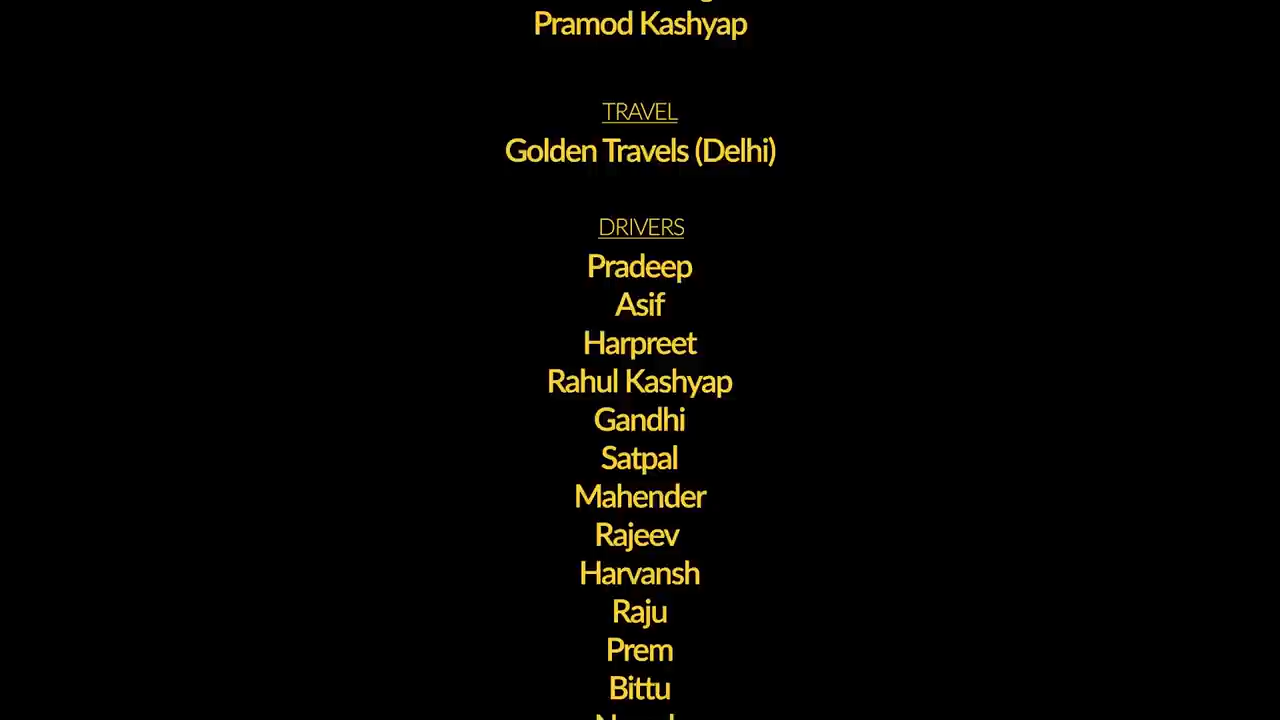 Pramod Kashyap
TRAVEL
Golden Travels (Delhi)
DRIVERS
Pradeep
Asif
Harpreet
Rahul Kashyap
Gandhi
Satpal
Mahender
Rajeev
Harvansh
Raju
Prem
Bittu